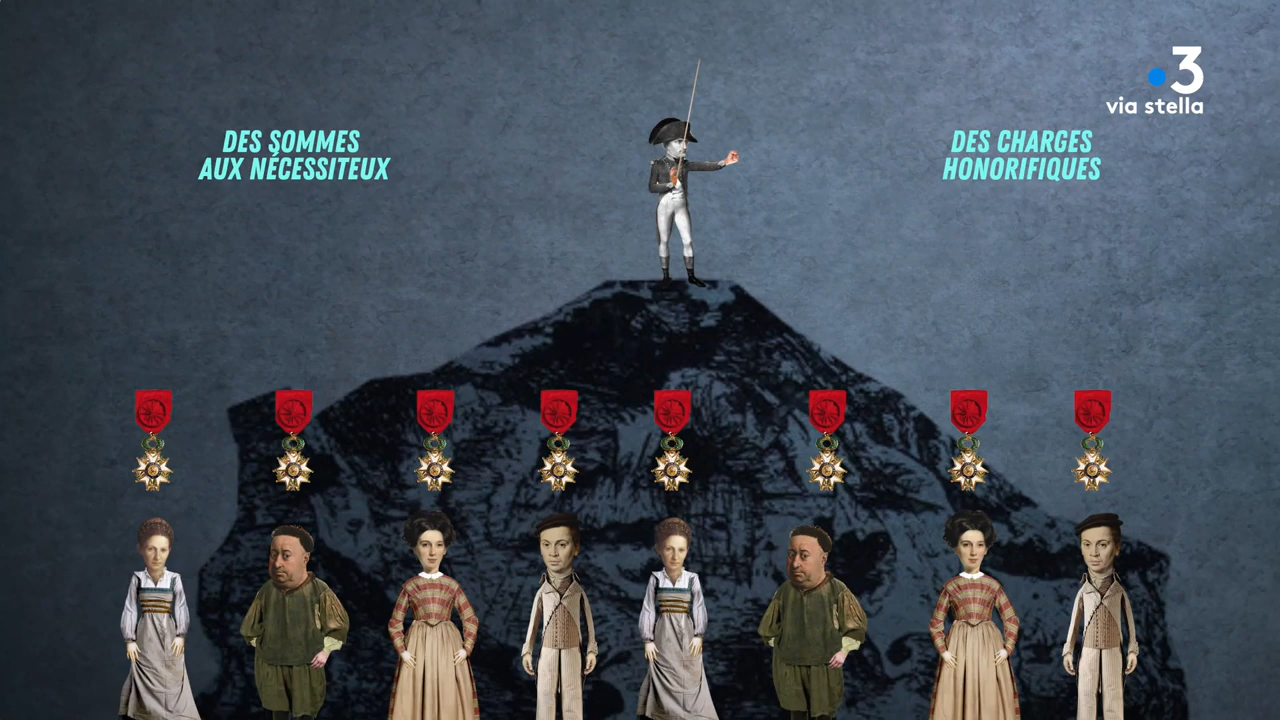 DES SOMMES
AUX NÉCESSITEUX
DES CHARGES
HONORIFIQUES
3
via stella